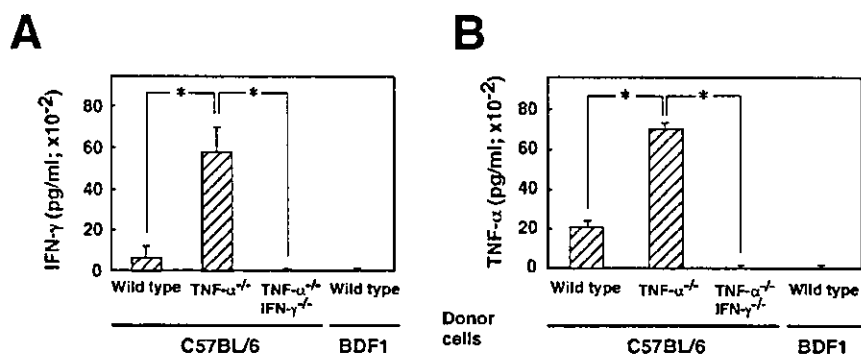 A
IFN-γ (pg/ml; x10-2)
80
60
40
20
0
* *
Wild type TNF-α-/- TNF-α-/- IFN-γ-/- Wild type
C57BL/6 BDF1
B
TNF-α (pg/ml; x10-2)
80
60
40
20
0
* *
Wild type TNF-α-/- TNF-α-/- IFN-γ-/- Wild type
Donor cells
C57BL/6 BDF1